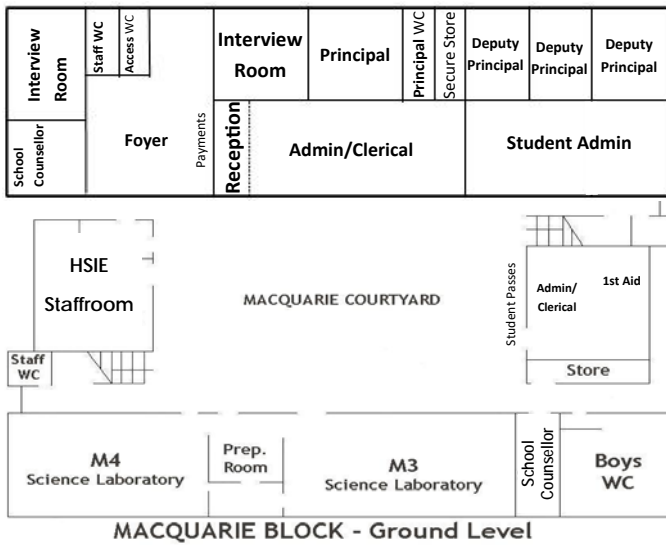 Interview
Room
Staff WC
Access WC
Interview
Room
Principal
Principal WC
Secure Store
Deputy
Principal
Deputy
Principal
Deputy
Principal
School
Counsellor
Foyer
Payments
Reception
Admin/Clerical
Student Admin
HSIE
Staffroom
MACQUARIE COURTYARD
Student Passes
Admin/
Clerical
1st Aid
Staff
WC
Store
M4
Science Laboratory
Prep.
Room
M3
Science Laboratory
School
Counsellor
Boys
WC
MACQUARIE BLOCK - Ground Level